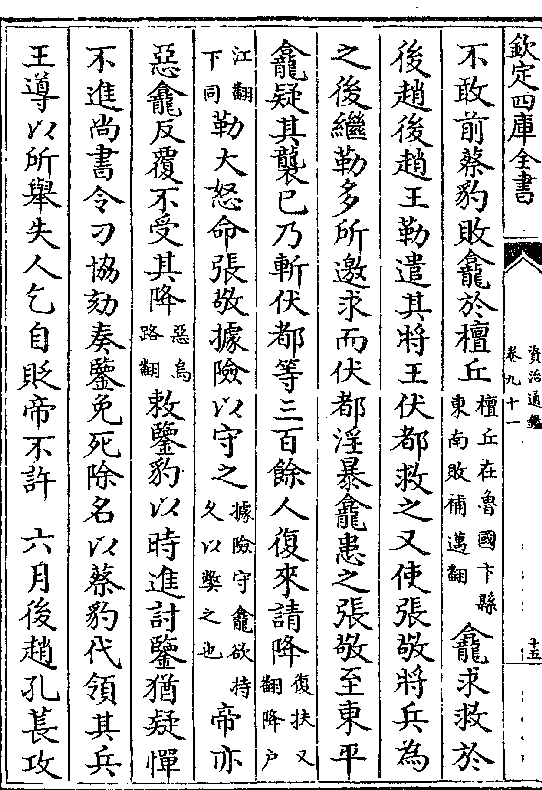 欽定四庫全書
資治通鑑
卷九十一
十五
不敢前蔡豹敗龕於檀丘檀丘在魯國卞縣東南敗補邁翻龕求救於
後趙後趙王勒遣其將王伏都救之又使張敬將兵為
之後繼勒多所邀求而伏都淫暴龕患之張敬至東平
龕疑其襲已乃斬伏都等三百餘人復來請降復扶又翻降户
江翻下同勒大怒命張敬據險以守之據險守龕欲持久以獘之也帝亦
惡龕反覆不受其降惡烏路翻敕鑒豹以時進討鑒猶疑憚
不進尚書令刁協劾奏鑒免死除名以蔡豹代領其兵
王導以所舉失人乞自貶帝不許 六月後趙孔萇攻